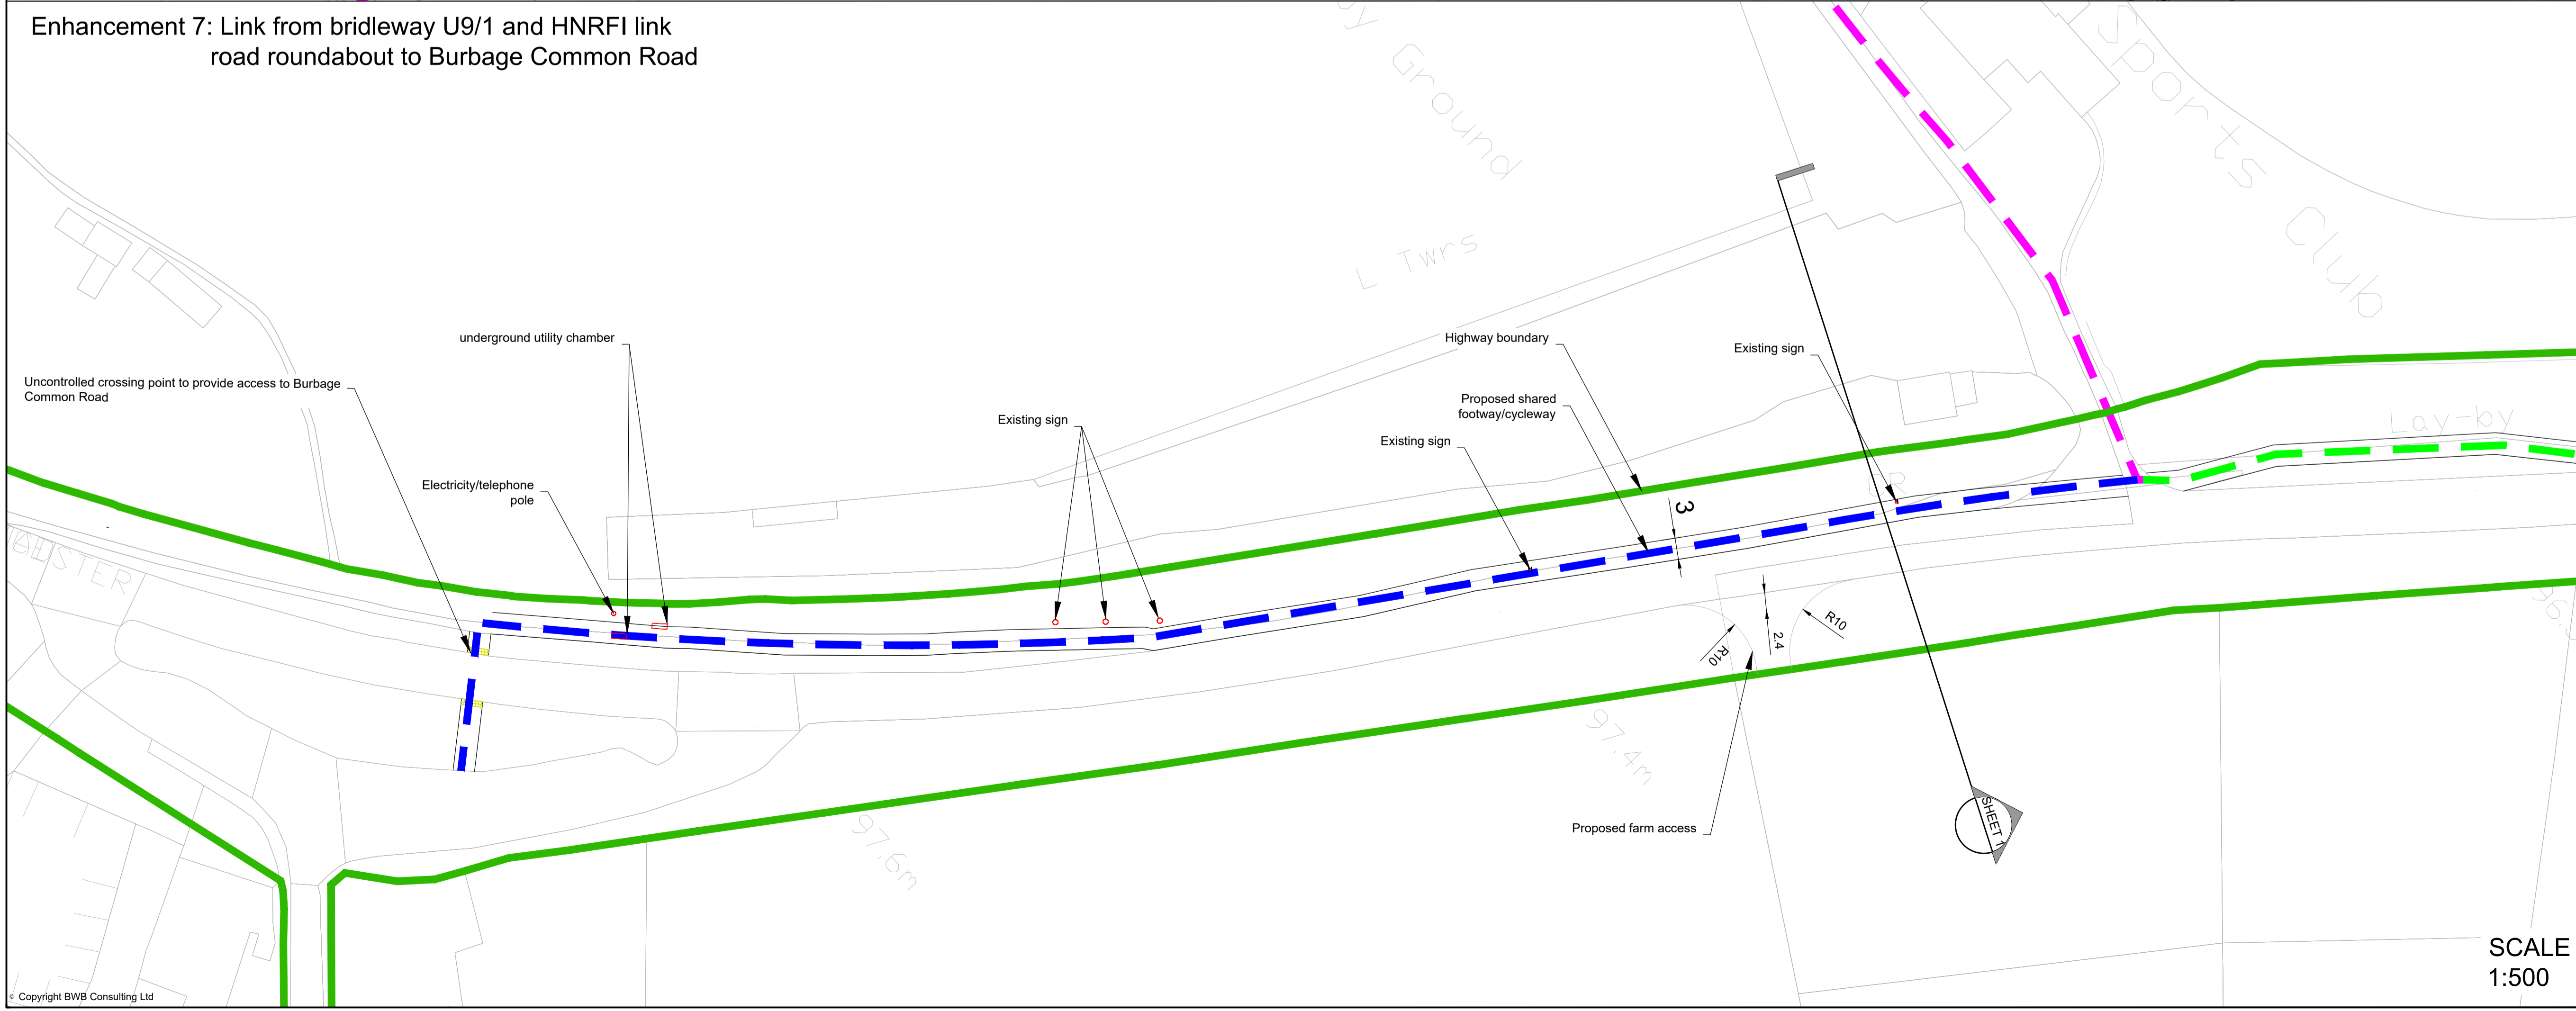 Enhancement 7: Link from bridleway U9/1 and HNRFI link
road roundabout to Burbage Common Road
y Ground
Sports Club
L Twrs
underground utility chamber
Highway boundary
Existing sign
Uncontrolled crossing point to provide access to Burbage
Common Road
Proposed shared
footway/cycleway
Existing sign
Existing sign
Lay-by
Electricity/telephone
pole
3
R10
R10
2.4
97.4m
97.6m
Proposed farm access
SHEET 1
SCALE
1:500
© Copyright BWB Consulting Ltd